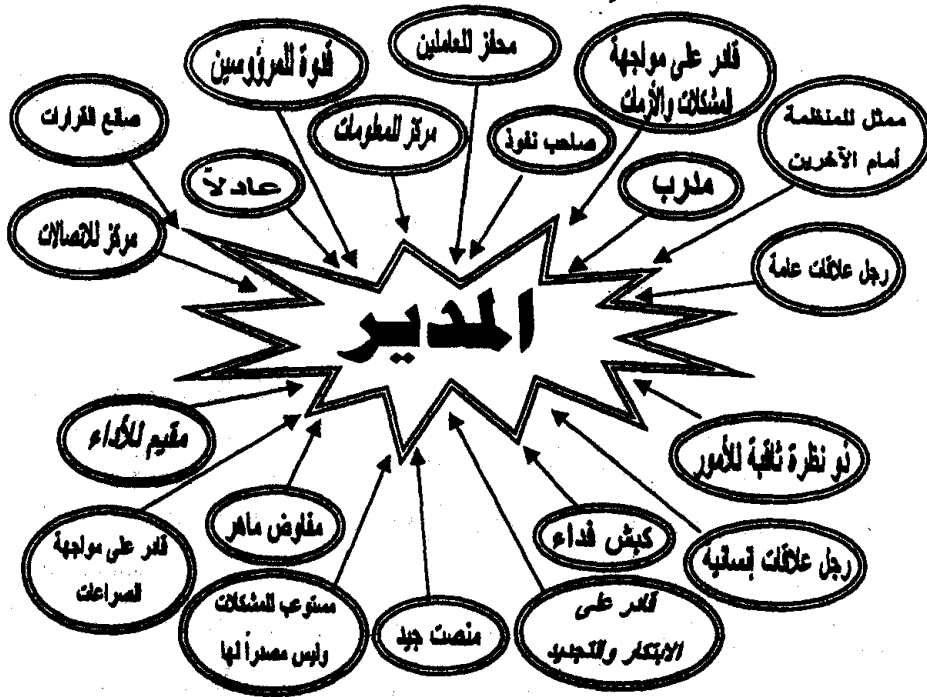 قادر على مواجهة
المشكلات والأزمات
محفز للعاملين
قدوة للمرؤوسين
صانع القرارات
ممثل للمنظمة
أمام الآخرين
صاحب نفوذ
مركز للمعلومات
مدرب
عادلاً
مركز للاتصالات
رجل علاقات عامة
المدير
مقيم للأداء
ذو نظرة ثاقبة للأمور
قادر على مواجهة
الصراعات
مفاوض ماهر
كبش فداء
رجل علاقات إنسانية
مستوعب للمشكلات
وليس مصدراً لها
منصت جيد
قادر على
الابتكار والتجديد